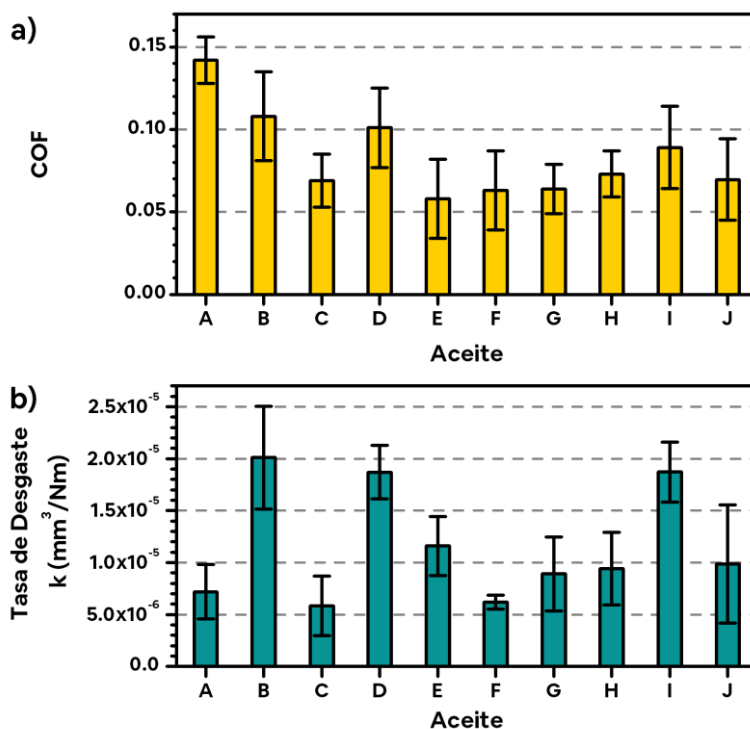 a)
COF
0.15
0.10
0.05
0.00
A B C D E F G H I J
Aceite
b)
Tasa de Desgaste
k (mm³/Nm)
2.5x10⁻⁵
2.0x10⁻⁵
1.5x10⁻⁵
1.0x10⁻⁵
5.0x10⁻⁶
0.0
A B C D E F G H I J
Aceite